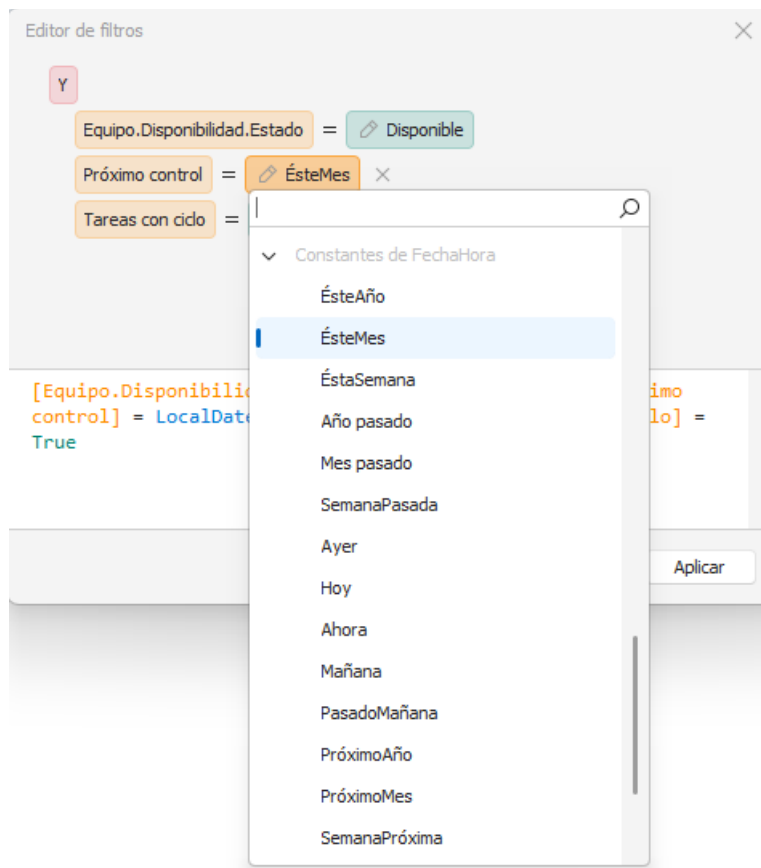 Editor de filtros
Y
Equipo.Disponibilidad.Estado = Disponible
Próximo control = ÉsteMes
Tareas con ciclo =
Constantes de FechaHora
ÉsteAño
ÉsteMes
ÉstaSemana
Año pasado
Mes pasado
SemanaPasada
Ayer
Hoy
Ahora
Mañana
PasadoMañana
PróximoAño
PróximoMes
SemanaPróxima
[Equipo.Disponibilid imo
control] = LocalDate lo] =
True
Aplicar